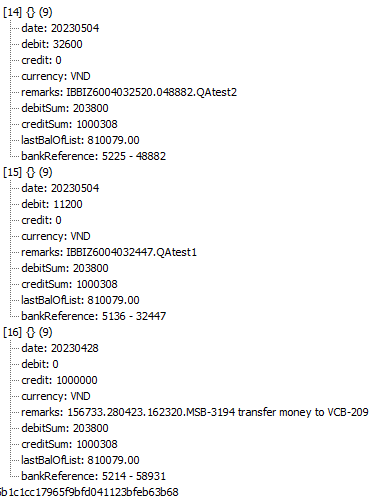 [14] {} (9)
date: 20230504
debit: 32600
credit: 0
currency: VND
remarks: IBBIZ6004032520.048882.QAtest2
debitSum: 203800
creditSum: 1000308
lastBalOfList: 810079.00
bankReference: 5225 - 48882
[15] {} (9)
date: 20230504
debit: 11200
credit: 0
currency: VND
remarks: IBBIZ6004032447.QAtest1
debitSum: 203800
creditSum: 1000308
lastBalOfList: 810079.00
bankReference: 5136 - 32447
[16] {} (9)
date: 20230428
debit: 0
credit: 1000000
currency: VND
remarks: 156733.280423.162320.MSB-3194 transfer money to VCB-209
debitSum: 203800
creditSum: 1000308
lastBalOfList: 810079.00
bankReference: 5214 - 58931
6b1c1cc17965f9bfd041123bfeb63b68